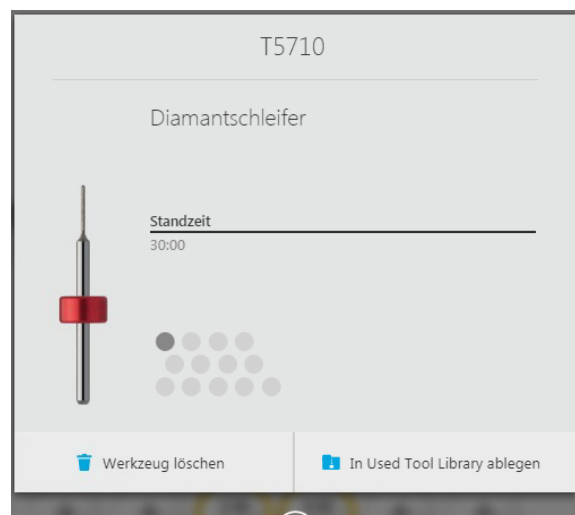 T5710
Diamantschleifer
Standzeit
30:00
Werkzeug löschen
In Used Tool Library ablegen